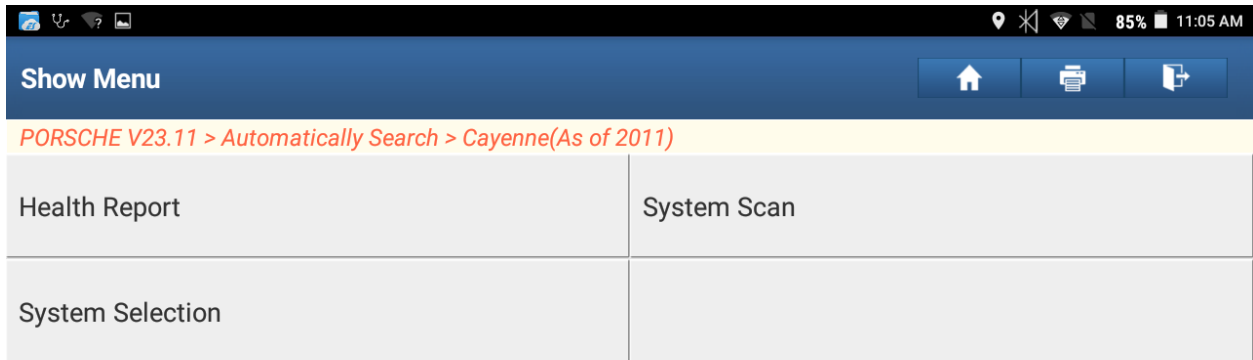 85% 11:05 AM
Show Menu
PORSCHE V23.11 > Automatically Search > Cayenne(As of 2011)
Health Report
System Scan
System Selection